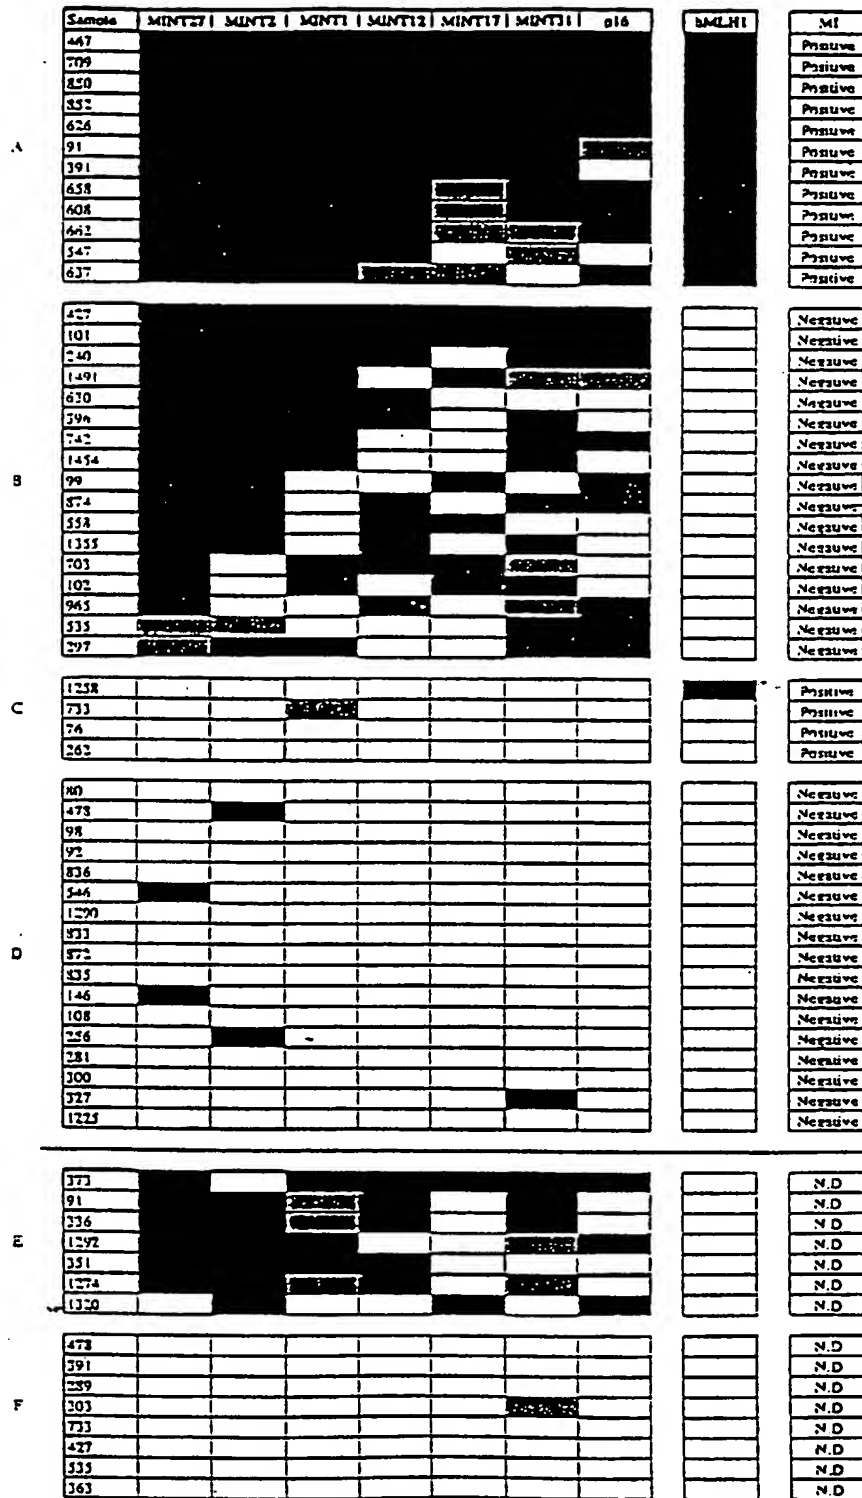 Sample MINT27 MINT2 MINT1 MINT12 MINT17 MINT31 p16 hMLH1 MI
447 Positive
709 Positive
850 Positive
852 Positive
626 Positive
A 91 Positive
391 Positive
658 Positive
608 Positive
662 Positive
547 Positive
637 Positive
427 Negative
101 Negative
240 Negative
1491 Negative
630 Negative
596 Negative
742 Negative
1454 Negative
B 99 Negative
874 Negative
558 Negative
1355 Negative
703 Negative
102 Negative
965 Negative
535 Negative
297 Negative
1258 Positive
C 733 Positive
76 Positive
262 Positive
80 Negative
478 Negative
98 Negative
92 Negative
836 Negative
546 Negative
1290 Negative
833 Negative
D 872 Negative
835 Negative
146 Negative
108 Negative
256 Negative
281 Negative
300 Negative
327 Negative
1225 Negative
373 N.D
91 N.D
336 N.D
E 1292 N.D
351 N.D
1274 N.D
1320 N.D
478 N.D
391 N.D
289 N.D
F 303 N.D
733 N.D
427 N.D
535 N.D
363 N.D